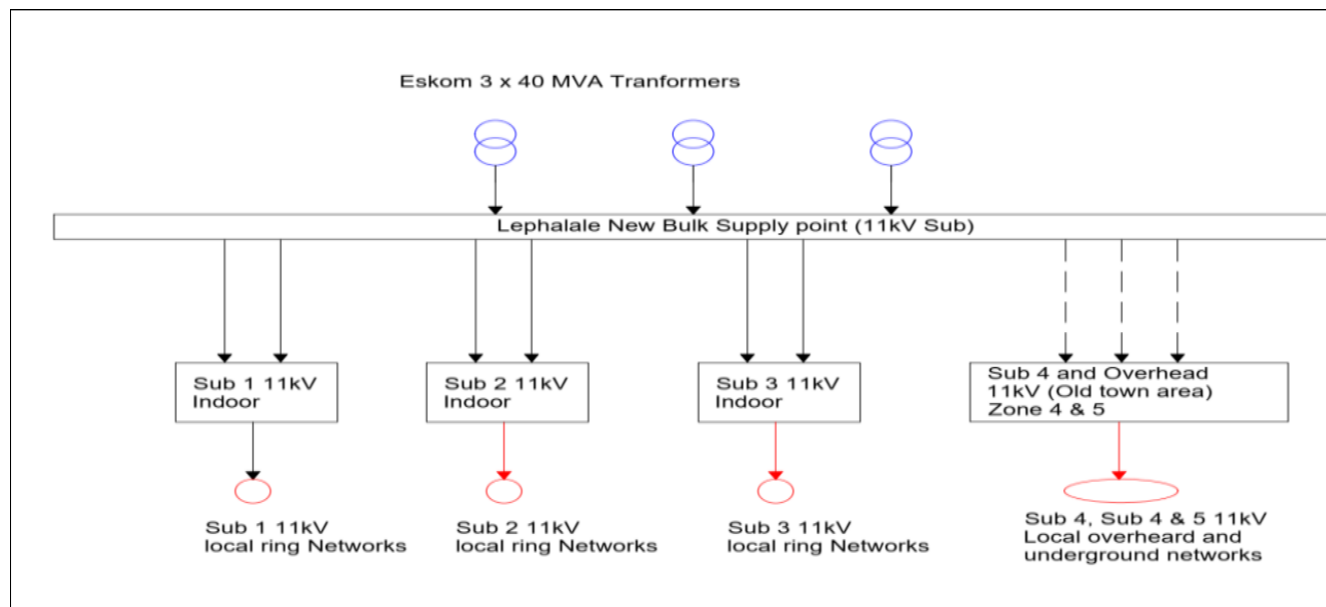 Eskom 3 x 40 MVA Tranformers
Lephalale New Bulk Supply point (11kV Sub)
Sub 1 11kV
Indoor
Sub 2 11kV
Indoor
Sub 3 11kV
Indoor
Sub 4 and Overhead
11kV (Old town area)
Zone 4 & 5
Sub 1 11kV
local ring Networks
Sub 2 11kV
local ring Networks
Sub 3 11kV
local ring Networks
Sub 4, Sub 4 & 5 11kV
Local overheard and
underground networks